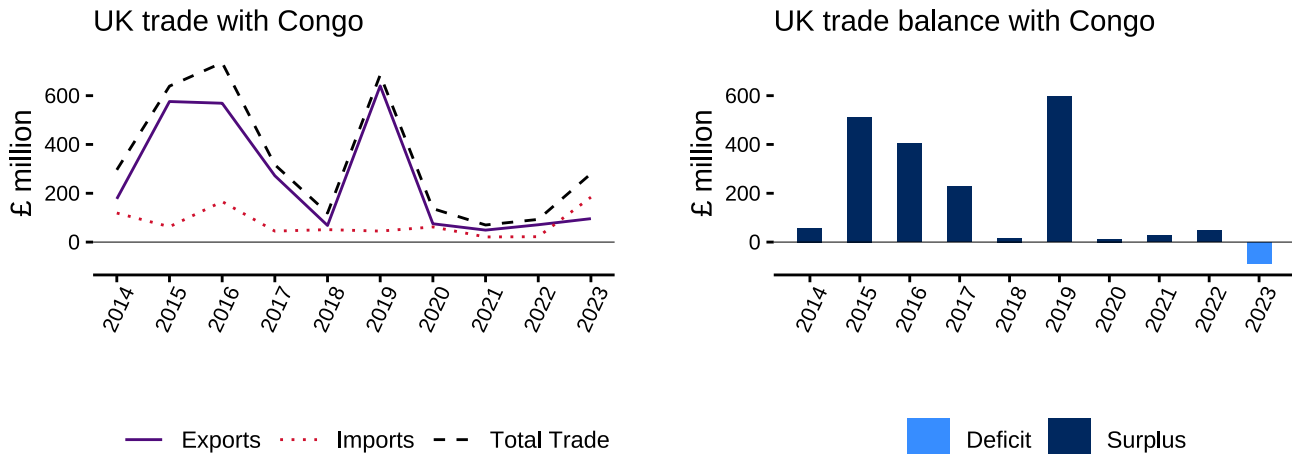 UK trade with Congo
£ million
600
400
200
0
2014 2015 2016 2017 2018 2019 2020 2021 2022 2023
Exports Imports Total Trade
UK trade balance with Congo
£ million
600
400
200
0
2014 2015 2016 2017 2018 2019 2020 2021 2022 2023
Deficit Surplus